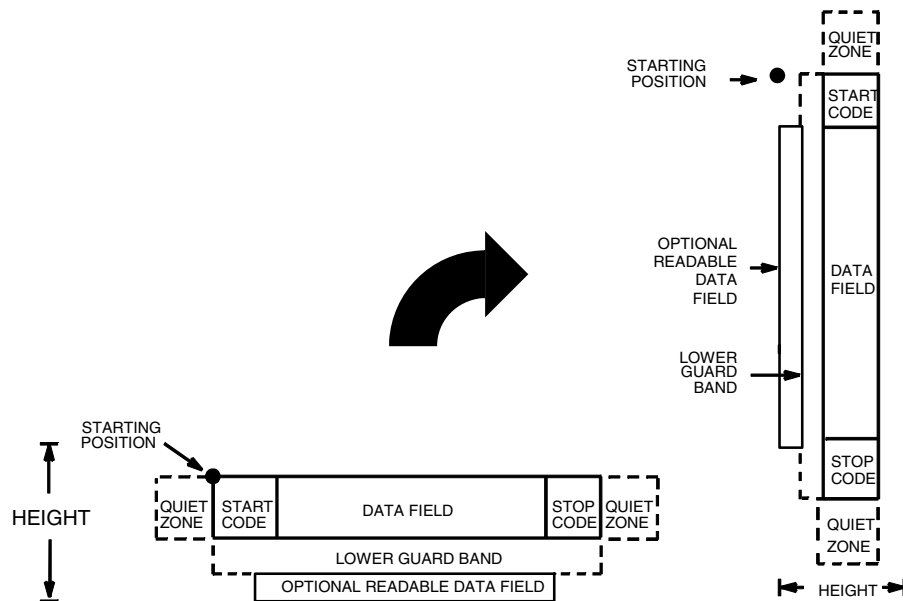 QUIET
ZONE
STARTING
POSITION
START
CODE
OPTIONAL
READABLE
DATA
FIELD
DATA
FIELD
LOWER
GUARD
BAND
STOP
CODE
QUIET
ZONE
HEIGHT
STARTING
POSITION
HEIGHT
QUIET
ZONE
START
CODE
DATA FIELD
STOP
CODE
QUIET
ZONE
LOWER GUARD BAND
OPTIONAL READABLE DATA FIELD